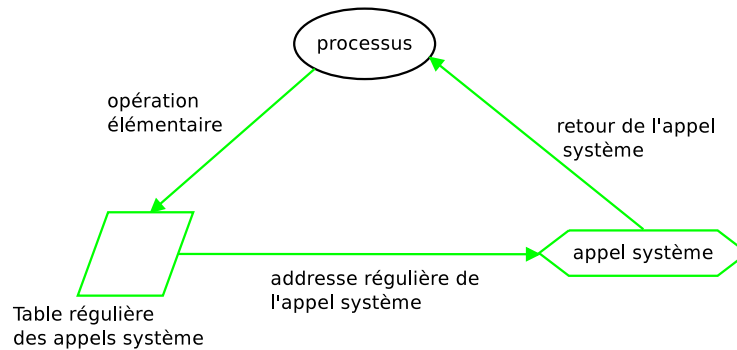 processus
opération
élémentaire
retour de l'appel
système
appel système
addresse régulière de
l'appel système
Table régulière
des appels système